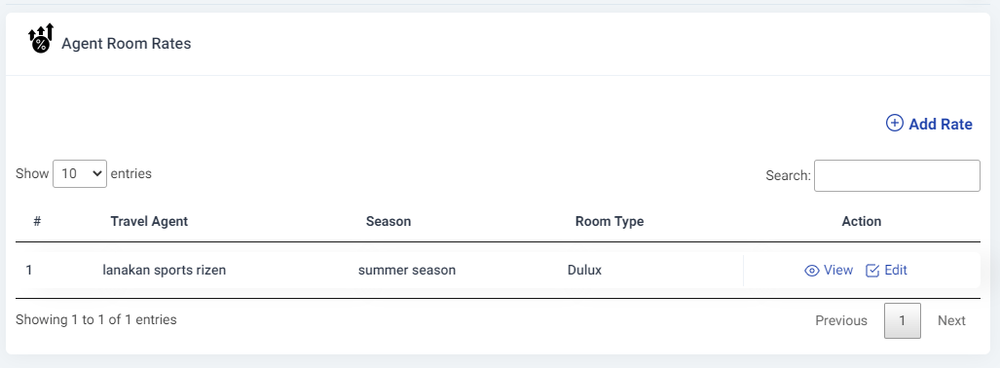 %
Agent Room Rates
Add Rate
Show 10 entries
Search:
# Travel Agent Season Room Type Action
1 lanakan sports rizen summer season Dulux View Edit
Showing 1 to 1 of 1 entries
Previous 1 Next